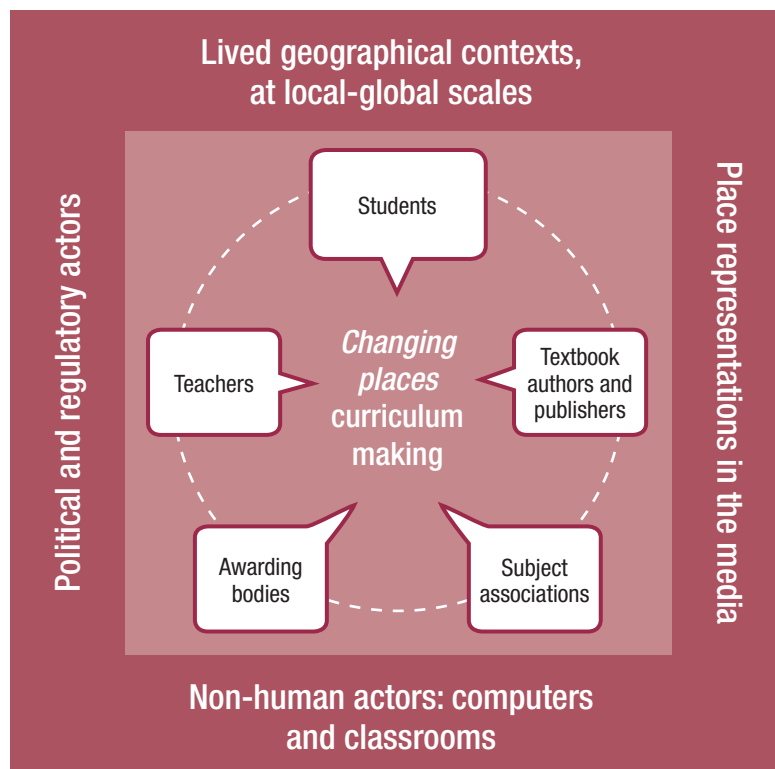 Lived geographical contexts,
at local-global scales
Political and regulatory actors
Place representations in the media
Students
Teachers
Changing
places
curriculum
making
Textbook
authors and
publishers
Awarding
bodies
Subject
associations
Non-human actors: computers
and classrooms